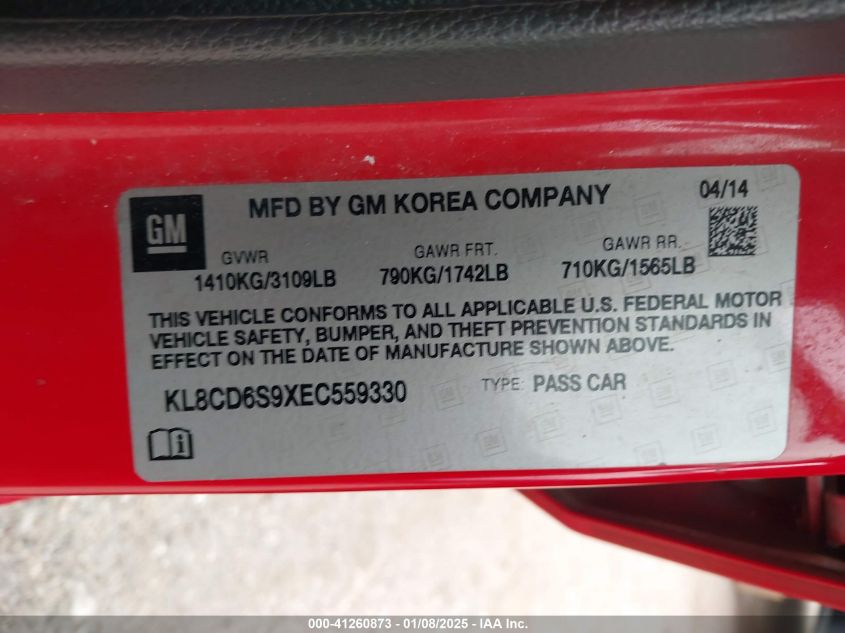 GM
MFD BY GM KOREA COMPANY
04/14
GVWR
GAWR FRT.
GAWR RR.
1410KG/3109LB
790KG/1742LB
710KG/1565LB
THIS VEHICLE CONFORMS TO ALL APPLICABLE U.S. FEDERAL MOTOR
VEHICLE SAFETY, BUMPER, AND THEFT PREVENTION STANDARDS IN
EFFECT ON THE DATE OF MANUFACTURE SHOWN ABOVE.
KL8CD6S9XEC559330
TYPE: PASS CAR
000-41260873 - 01/08/2025 - IAA Inc.